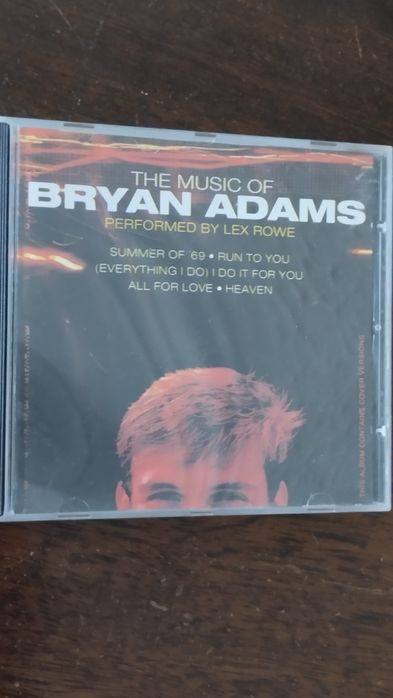 THE MUSIC OF
BRYAN ADAMS
PERFORMED BY LEX ROWE
SUMMER OF '69 • RUN TO YOU
(EVERYTHING I DO) I DO IT FOR YOU
ALL FOR LOVE • HEAVEN
THIS ALBUM CONTAINS COVER VERSIONS